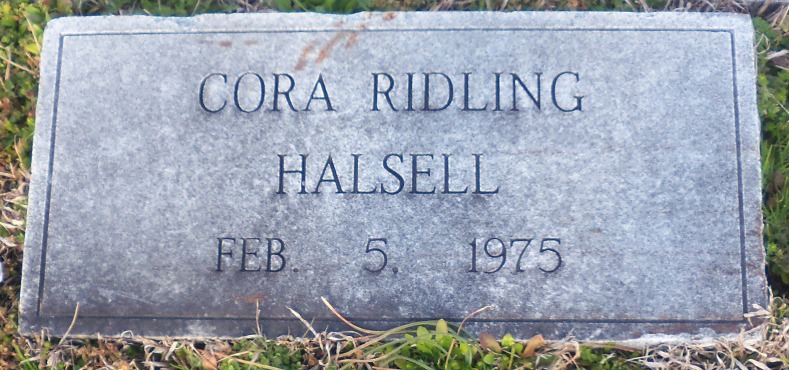 CORA RIDLING
HALSELL
FEB. 5. 1975